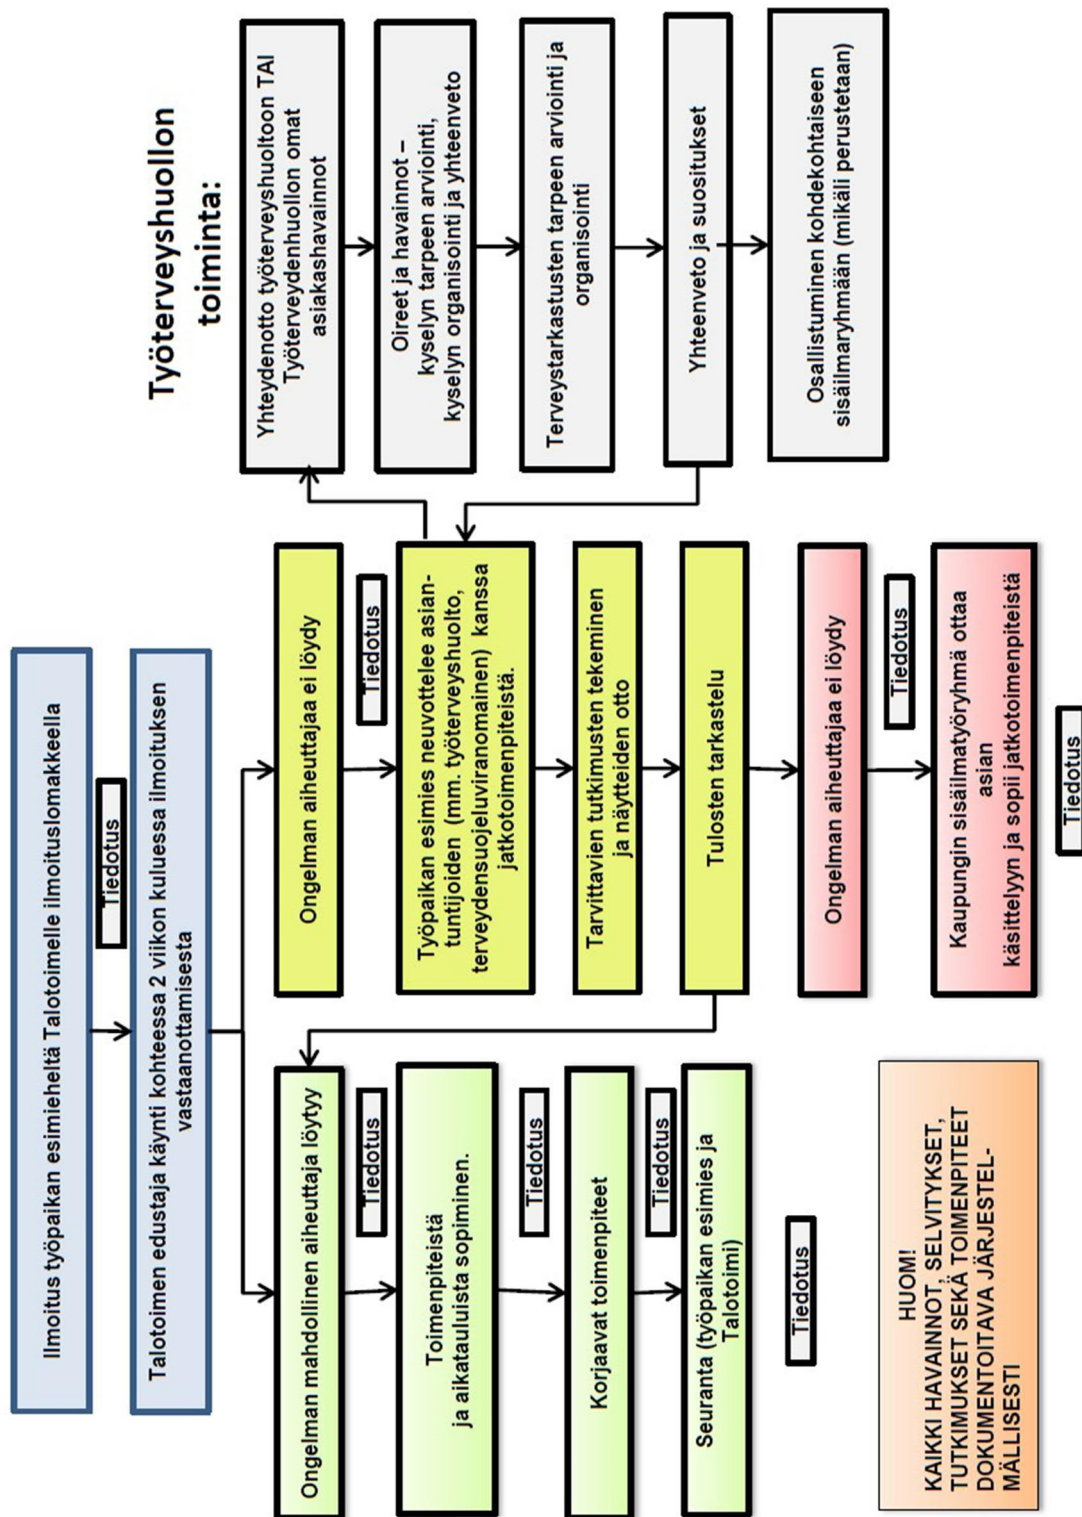 Ilmoitus työpaikan esimieheltä Talotoimelle ilmoituslomakkeella
Tiedotus
Talotoimen edustaja käynti kohteessa 2 viikon kuluessa ilmoituksen
vastaanottamisesta
Ongelman mahdollinen aiheuttaja löytyy
Tiedotus
Toimenpiteistä
ja aikatauluista sopiminen.
Tiedotus
Korjaavat toimenpiteet
Tiedotus
Seuranta (työpaikan esimies ja
Talotoimi)
Tiedotus
HUOM!
KAIKKI HAVAINNOT, SELVITYKSET,
TUTKIMUKSET SEKÄ TOIMENPITEET
DOKUMENTOITAVA JÄRJESTEL-
MÄLLISESTI
Ongelman aiheuttajaa ei löydy
Tiedotus
Työpaikan esimies neuvottelee asian-
tuntijoiden (mm. työterveyshuolto,
terveydensuojeluviranomainen) kanssa
jatkotoimenpiteistä.
Tarvittavien tutkimusten tekeminen
ja näytteiden otto
Tulosten tarkastelu
Ongelman aiheuttajaa ei löydy
Tiedotus
Kaupungin sisäilmatyöryhmä ottaa
asian
käsittelyyn ja sopii jatkotoimenpiteistä
Tiedotus
Työterveyshuollon
toiminta:
Yhteydenotto työterveyshuoltoon TAI
Työterveydenhuollon omat
asiakashavainnot
Oireet ja havainnot –
kyselyn tarpeen arviointi,
kyselyn organisointi ja yhteenveto
Terveystarkastusten tarpeen arviointi ja
organisointi
Yhteenveto ja suositukset
Osallistuminen kohdekohtaiseen
sisäilmaryhmään (mikäli perustetaan)